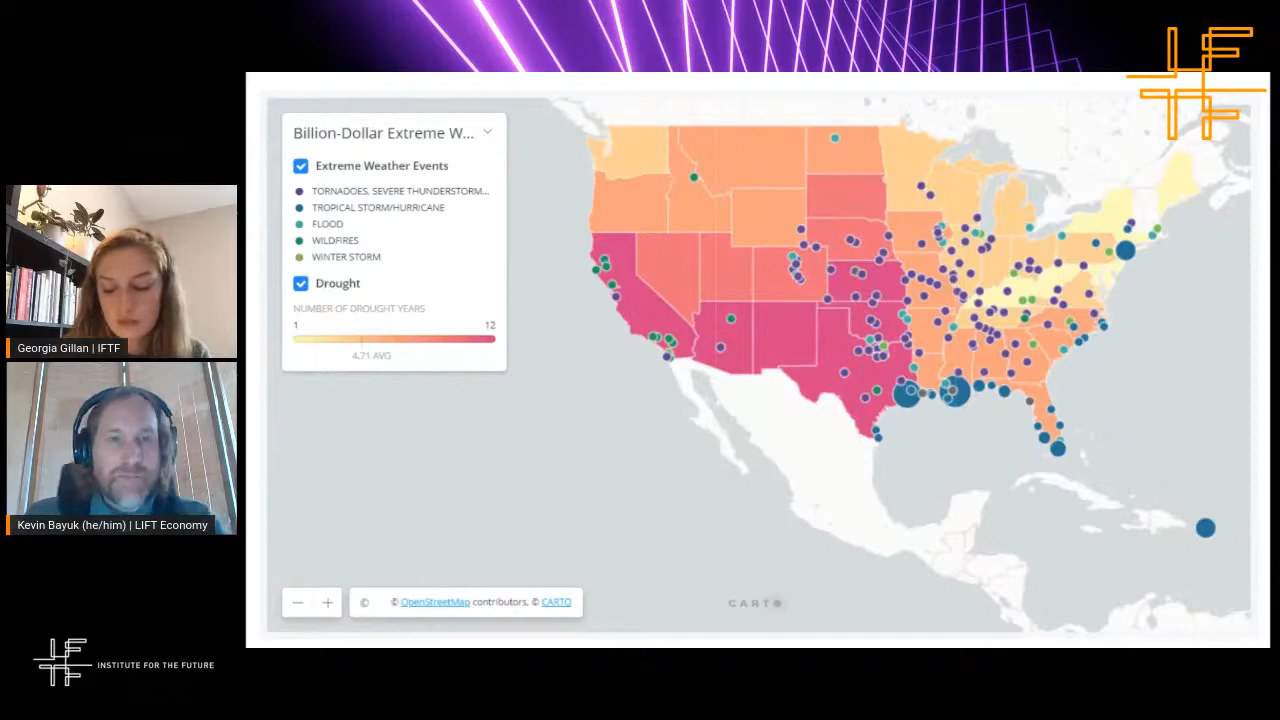 Billion-Dollar Extreme W...
Extreme Weather Events
TORNADOES, SEVERE THUNDERSTORM...
TROPICAL STORM/HURRICANE
FLOOD
WILDFIRES
WINTER STORM
Drought
NUMBER OF DROUGHT YEARS
1 12
4.71 AVG
© © OpenStreetMap contributors, © CARTO
CARTO
Georgia Gillan | IFTF
Kevin Bayuk (he/him) | LIFT Economy
INSTITUTE FOR THE FUTURE